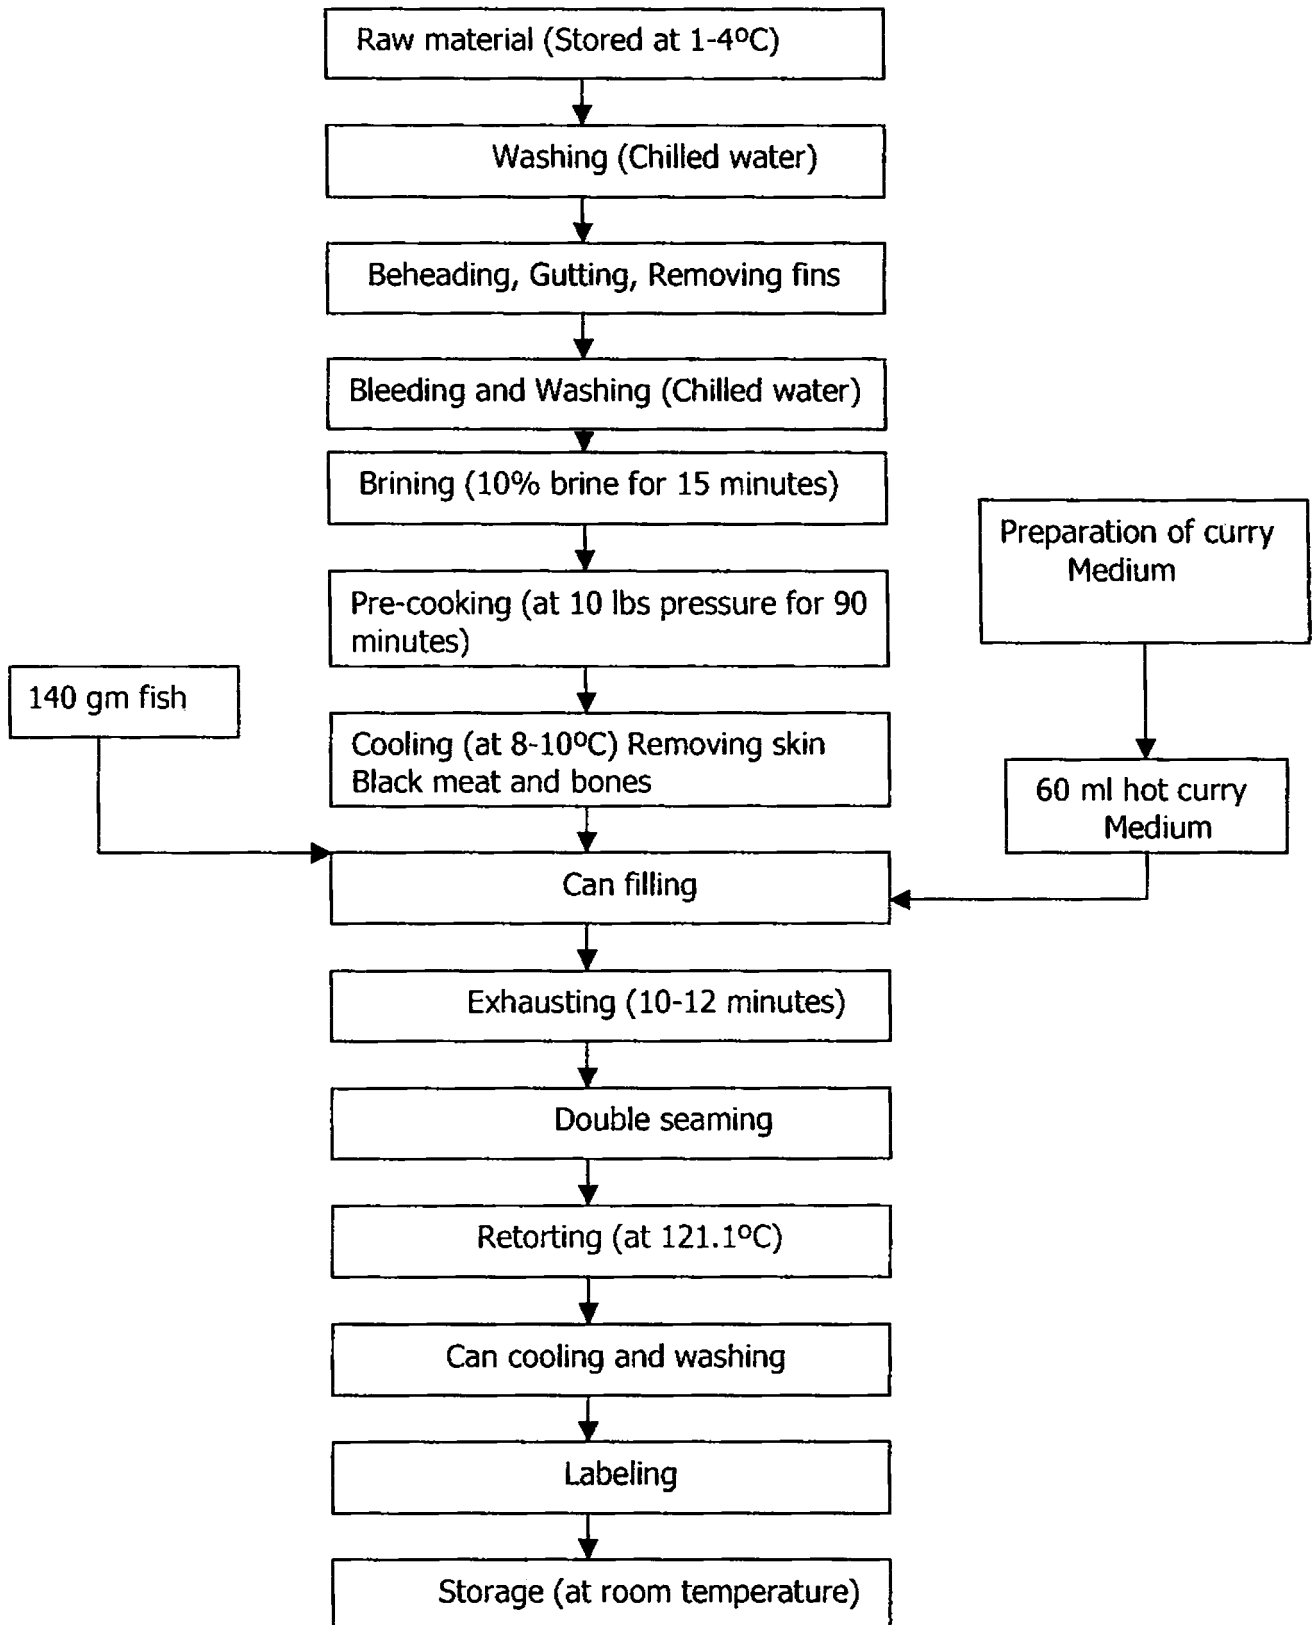 Raw material (Stored at 1-4ºC)
Washing (Chilled water)
Beheading, Gutting, Removing fins
Bleeding and Washing (Chilled water)
Brining (10% brine for 15 minutes)
Preparation of curry
Medium
Pre-cooking (at 10 lbs pressure for 90
minutes)
140 gm fish
Cooling (at 8-10ºC) Removing skin
Black meat and bones
60 ml hot curry
Medium
Can filling
Exhausting (10-12 minutes)
Double seaming
Retorting (at 121.1ºC)
Can cooling and washing
Labeling
Storage (at room temperature)